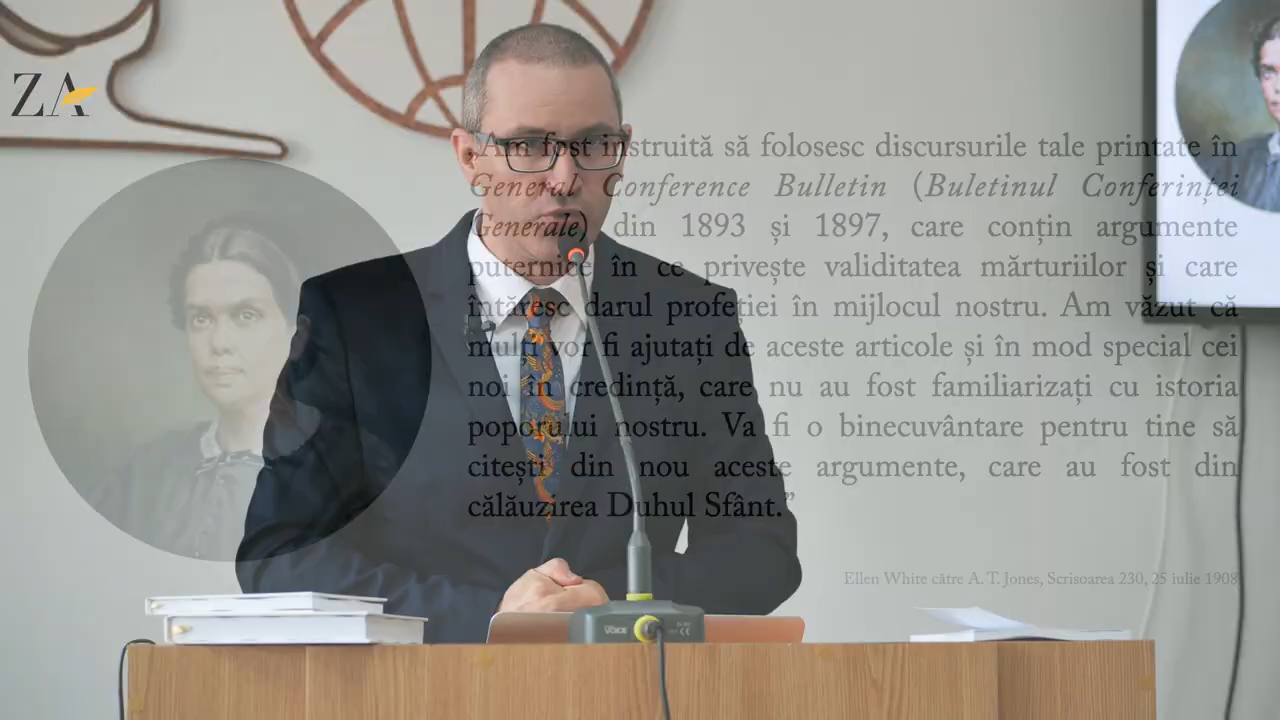 ZA
"Am fost instruită să folosesc discursurile tale printate în
General Conference Bulletin (Buletinul Conferinței
Generale) din 1893 și 1897, care conțin argumente
puternice în ce privește validitatea mărturiilor și care
întăresc darul profeției în mijlocul nostru. Am văzut că
mulți vor fi ajutați de aceste articole și în mod special cei
noi în credință, care nu au fost familiarizați cu istoria
poporului nostru. Va fi o binecuvântare pentru tine să
citești din nou aceste argumente, care au fost din
călăuzirea Duhul Sfânt.”
Ellen White către A. T. Jones, Scrisoarea 230, 25 iulie 1908
VOICE
CE